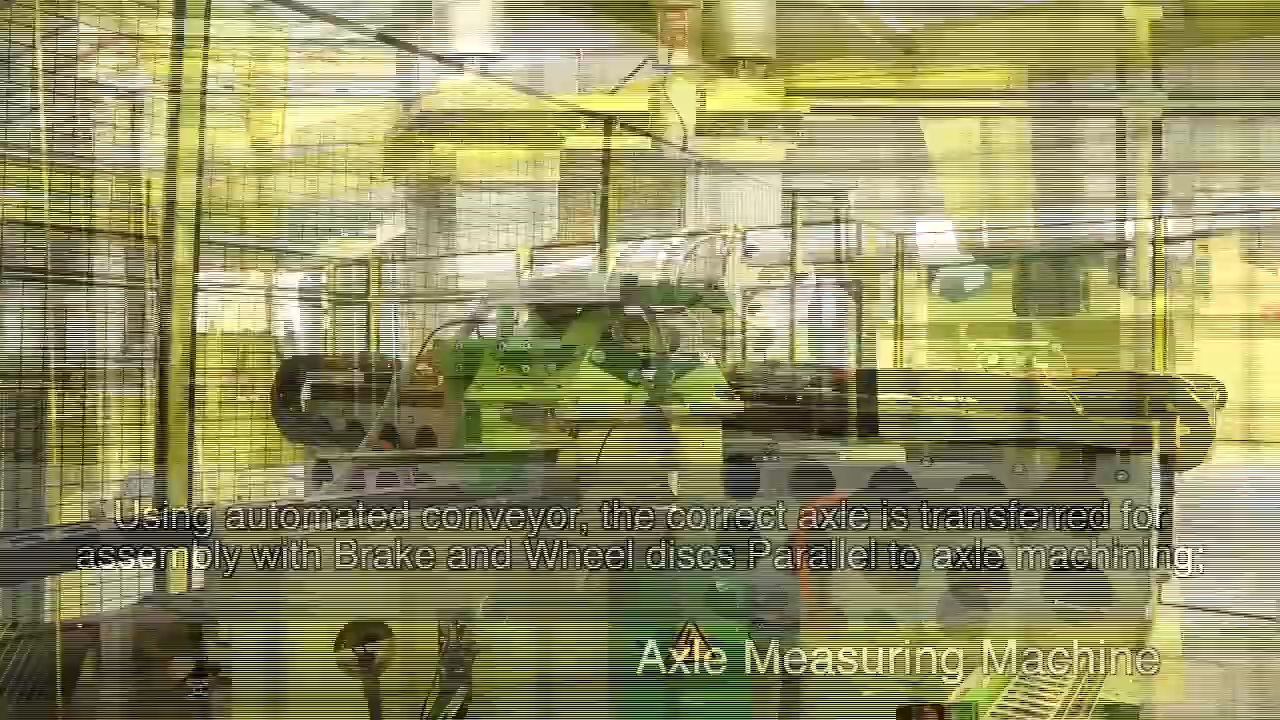 Using automated conveyor, the correct axle is transferred for
assembly with Brake and Wheel discs Parallel to axle machining;
Axle Measuring Machine